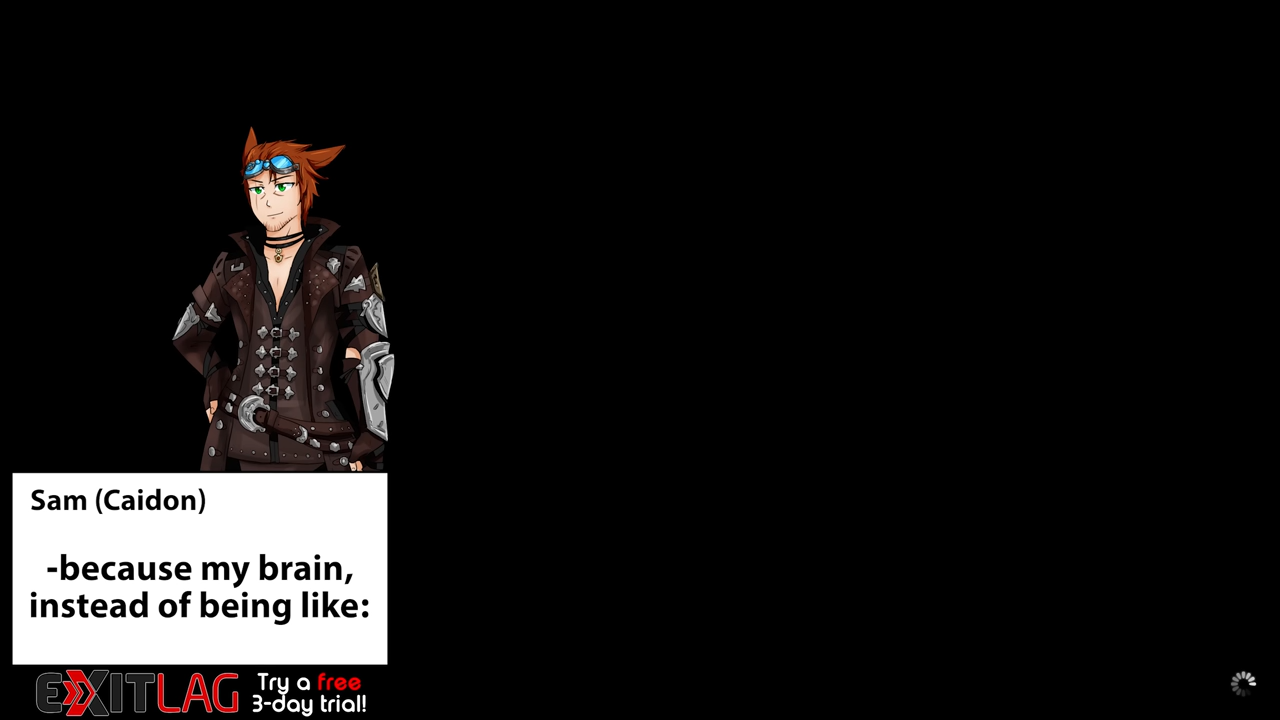 Sam (Caidon)
-because my brain,
instead of being like:
EXITLAG
Try a free
3-day trial!